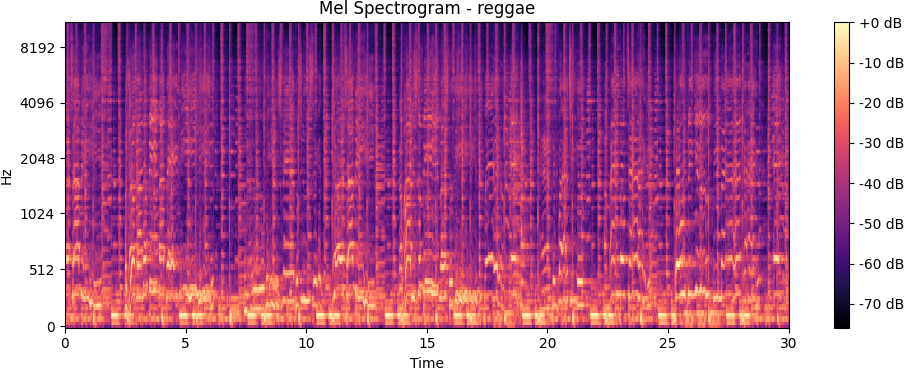 Mel Spectrogram - reggae
Hz
8192
4096
2048
1024
512
0
0 5 10 15 20 25 30
Time
+0 dB
-10 dB
-20 dB
-30 dB
-40 dB
-50 dB
-60 dB
-70 dB